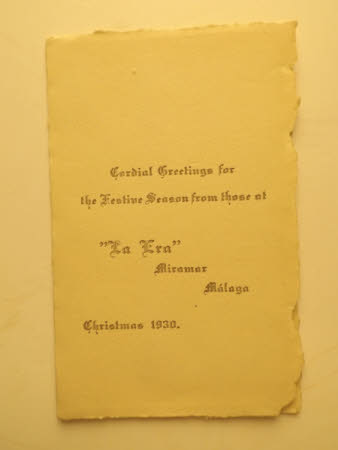 Cordial Greetings for
the Festive Season from those at
"La Era"
Miramar
Málaga
Christmas 1930.